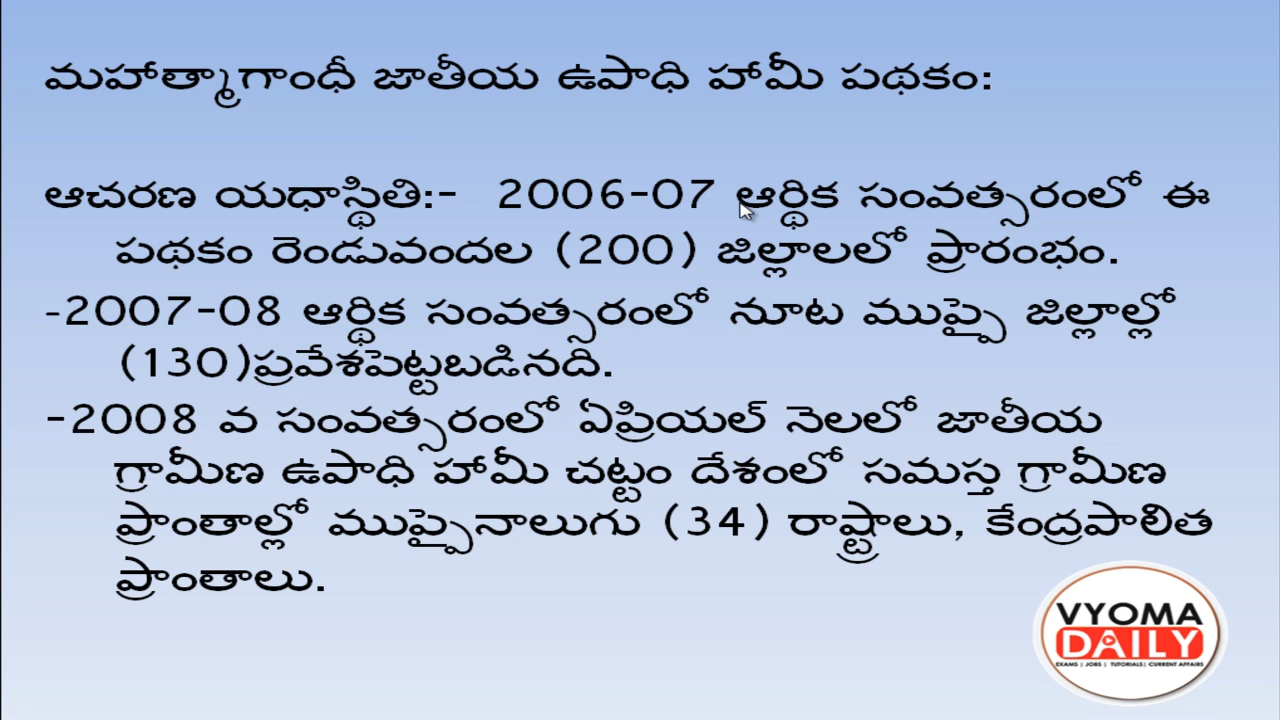 మహాత్మాగాంధీ జాతీయ ఉపాధి హామీ పథకం:
ఆచరణ యధాస్థితి:- 2006-07 ఆర్థిక సంవత్సరంలో ఈ
పథకం రెండువందల (200) జిల్లాలలో ప్రారంభం.
-2007-08 ఆర్థిక సంవత్సరంలో నూట ముప్పై జిల్లాల్లో
(130)ప్రవేశపెట్టబడినది.
-2008 వ సంవత్సరంలో ఏప్రియల్ నెలలో జాతీయ
గ్రామీణ ఉపాధి హామీ చట్టం దేశంలో సమస్త గ్రామీణ
ప్రాంతాల్లో ముప్పైనాలుగు (34) రాష్ట్రాలు, కేంద్రపాలిత
ప్రాంతాలు.
VYOMA
DAILY
EXAMS | JOBS | TUTORIALS | CURRENT AFFAIRS